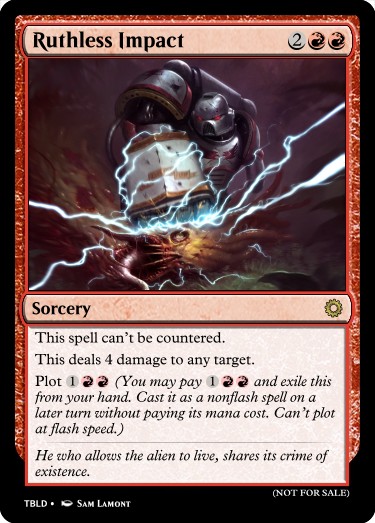 Ruthless Impact 2RR
Sorcery
This spell can't be countered.
This deals 4 damage to any target.
Plot 1RR (You may pay 1RR and exile this
from your hand. Cast it as a nonflash spell on a
later turn without paying its mana cost. Can't plot
at flash speed.)
He who allows the alien to live, shares its crime of
existence.
(NOT FOR SALE)
TBLD • Sam Lamont